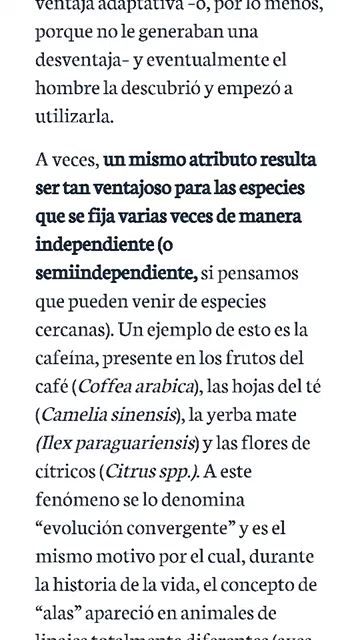 ventaja adaptativa –o, por lo menos,
porque no le generaban una
desventaja– y eventualmente el
hombre la descubrió y empezó a
utilizarla.
A veces, un mismo atributo resulta
ser tan ventajoso para las especies
que se fija varias veces de manera
independiente (o
semiindependiente, si pensamos
que pueden venir de especies
cercanas). Un ejemplo de esto es la
cafeína, presente en los frutos del
café (Coffea arabica), las hojas del té
(Camelia sinensis), la yerba mate
(Ilex paraguariensis) y las flores de
cítricos (Citrus spp.). A este
fenómeno se lo denomina
“evolución convergente” y es el
mismo motivo por el cual, durante
la historia de la vida, el concepto de
“alas” apareció en animales de
linajes totalmente diferentes (aves